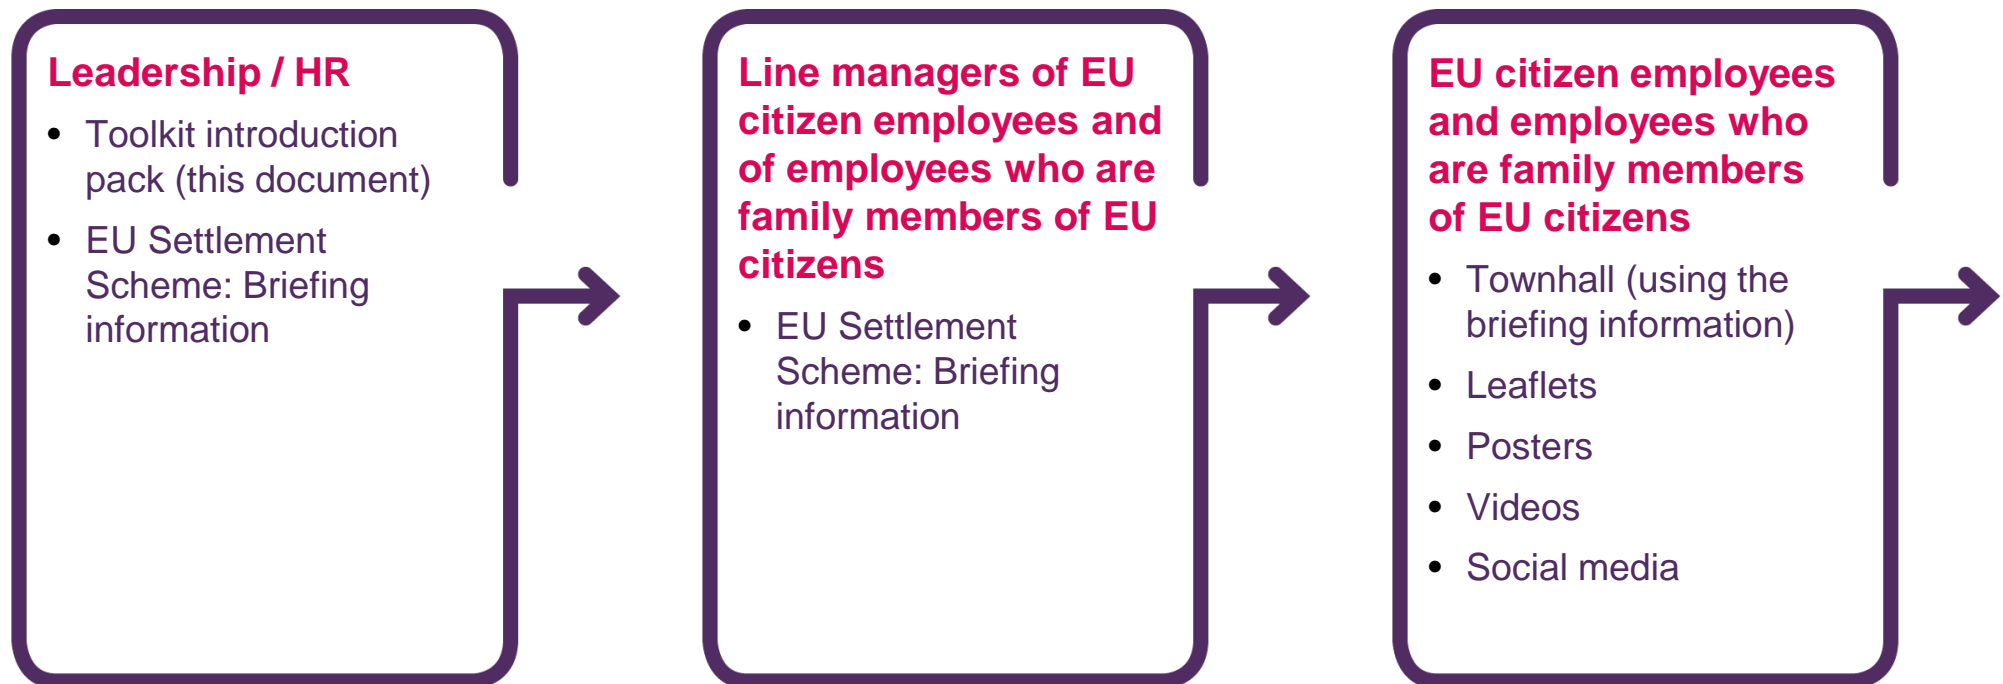 Leadership / HR
• Toolkit introduction
pack (this document)
• EU Settlement
Scheme: Briefing
information
Line managers of EU
citizen employees and
of employees who are
family members of EU
citizens
• EU Settlement
Scheme: Briefing
information
EU citizen employees
and employees who
are family members
of EU citizens
• Townhall (using the
briefing information)
• Leaflets
• Posters
• Videos
• Social media